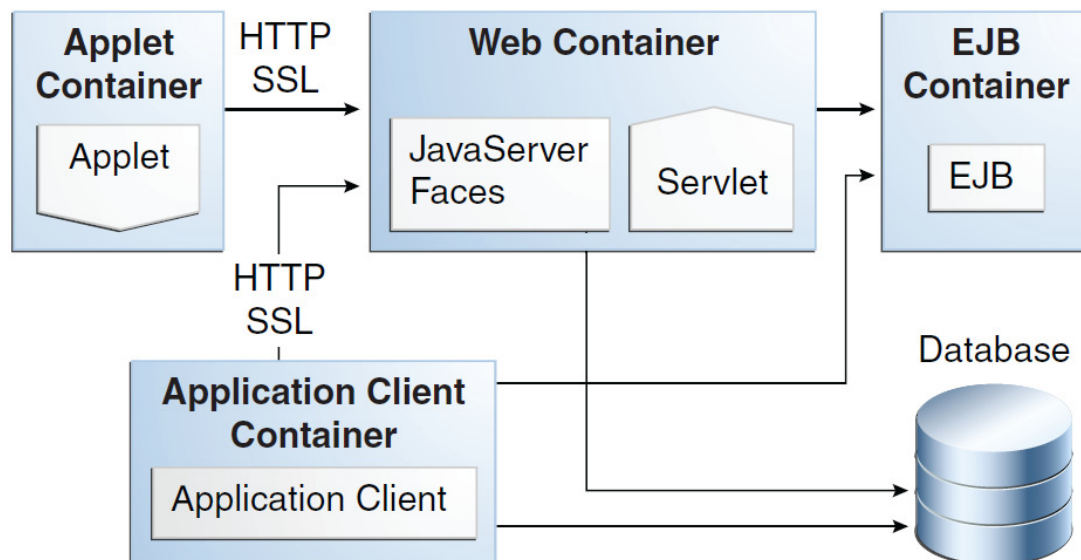 Applet
Container
Applet
HTTP
SSL
Web Container
JavaServer
Faces
Servlet
EJB
Container
EJB
HTTP
SSL
Application Client
Container
Application Client
Database